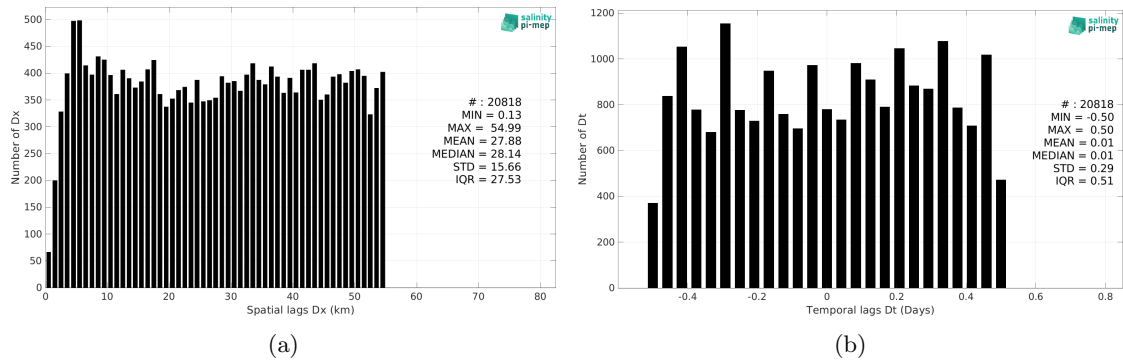 500
450
400
350
300
250
200
150
100
50
0
Number of Dx
0 10 20 30 40 50 60 70 80
Spatial lags Dx (km)
salinity
pi-mep
# : 20818
MIN = 0.13
MAX = 54.99
MEAN = 27.88
MEDIAN = 28.14
STD = 15.66
IQR = 27.53
(a)
1200
1000
800
600
400
200
0
Number of Dt
-0.4 -0.2 0 0.2 0.4 0.6 0.8
Temporal lags Dt (Days)
salinity
pi-mep
# : 20818
MIN = -0.50
MAX = 0.50
MEAN = 0.01
MEDIAN = 0.01
STD = 0.29
IQR = 0.51
(b)